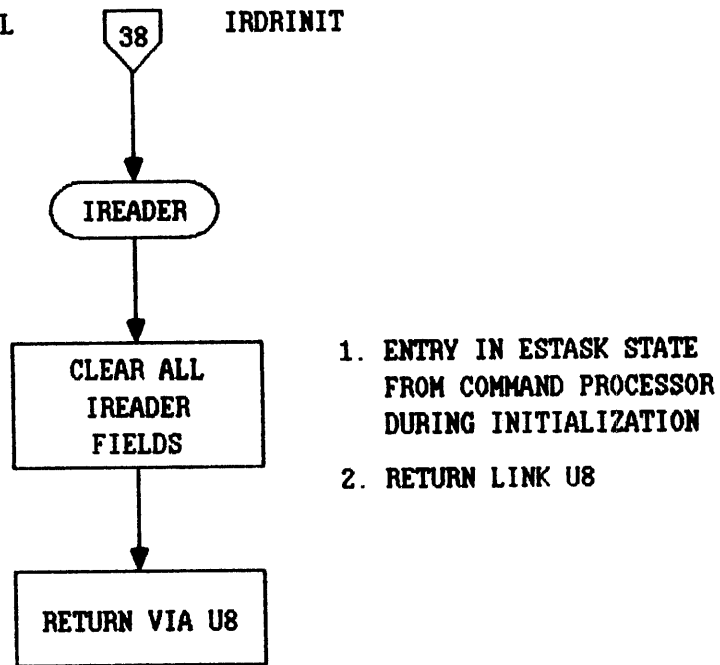 L
38
IRDRINIT
IREADER
CLEAR ALL
IREADER
FIELDS
1. ENTRY IN ESTASK STATE
FROM COMMAND PROCESSOR
DURING INITIALIZATION
2. RETURN LINK U8
RETURN VIA U8